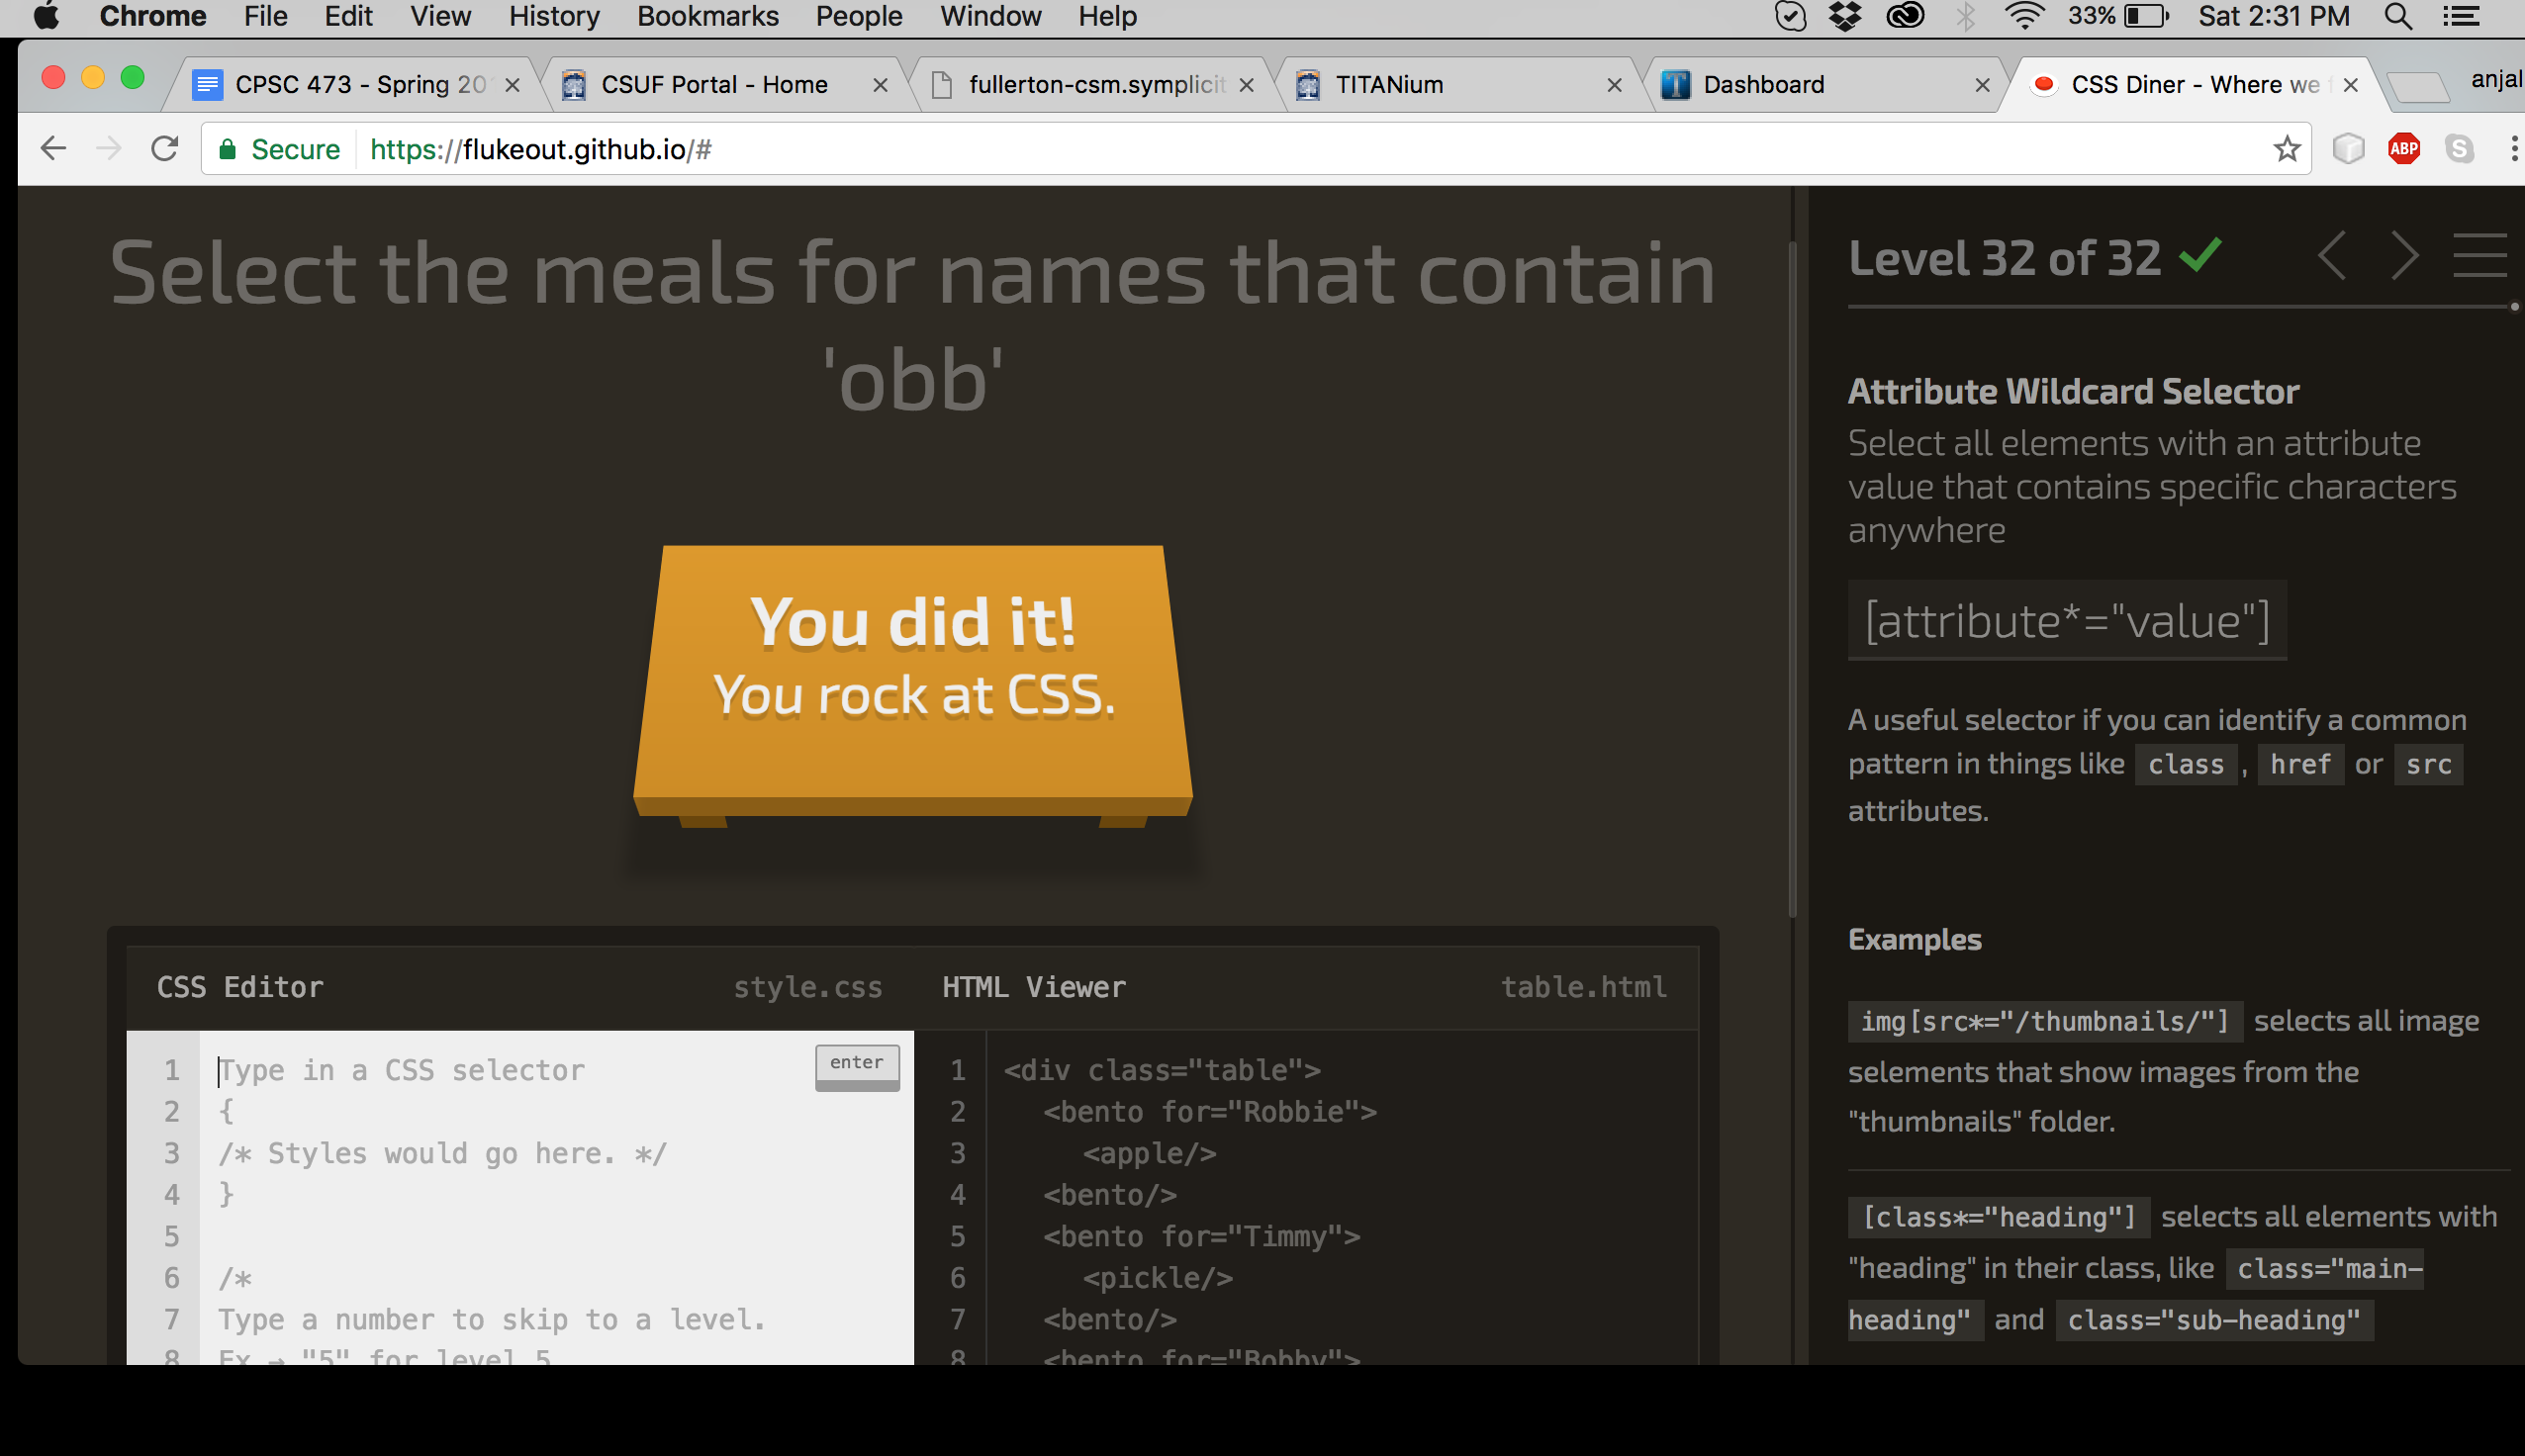 Chrome File Edit View History Bookmarks People Window Help 33% Sat 2:31 PM
CPSC 473 - Spring 20 CSUF Portal - Home fullerton-csm.symplicit TITANium Dashboard CSS Diner - Where we f anjal
Secure https://flukeout.github.io/# ABP S
Select the meals for names that contain
'obb'
You did it!
You rock at CSS.
CSS Editor style.css
1 Type in a CSS selector enter
2 {
3 /* Styles would go here. */
4 }
5
6 /*
7 Type a number to skip to a level.
8 Ex → "5" for level 5
HTML Viewer table.html
1 <div class="table">
2 <bento for="Robbie">
3 <apple/>
4 <bento/>
5 <bento for="Timmy">
6 <pickle/>
7 <bento/>
8 <bento for="Bobby">
Level 32 of 32
Attribute Wildcard Selector
Select all elements with an attribute
value that contains specific characters
anywhere
[attribute*="value"]
A useful selector if you can identify a common
pattern in things like class , href or src
attributes.
Examples
img[src*="/thumbnails/"] selects all image
selements that show images from the
"thumbnails" folder.
[class*="heading"] selects all elements with
"heading" in their class, like class="main-
heading" and class="sub-heading"